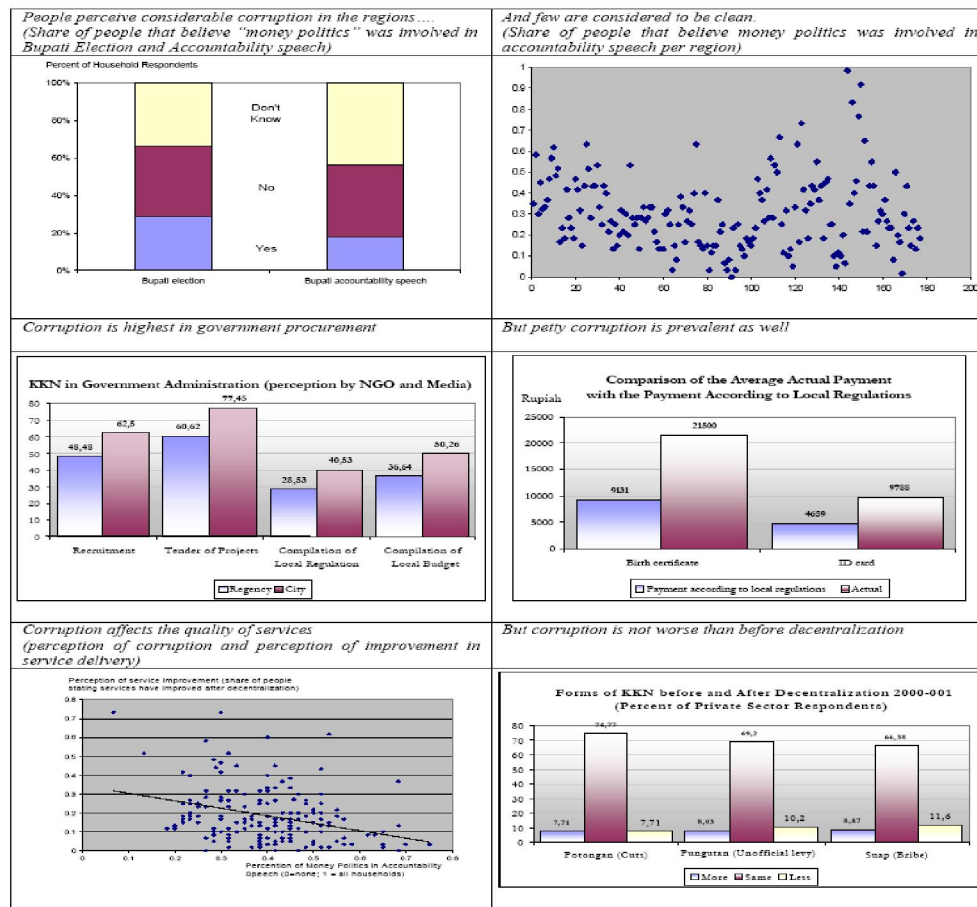 People perceive considerable corruption in the regions….
(Share of people that believe “money politics” was involved in
Bupati Election and Accountability speech)
Percent of Household Respondents
100%
80%
60%
40%
20%
0%
Don't
Know
No
Yes
Bupati election
Bupati accountability speech
And few are considered to be clean.
(Share of people that believe money politics was involved in
accountability speech per region)
1
0.9
0.8
0.7
0.6
0.5
0.4
0.3
0.2
0.1
0
0 20 40 60 80 100 120 140 160 180 200
Corruption is highest in government procurement
KKN in Government Administration (perception by NGO and Media)
80
70
60
50
40
30
20
10
0
48,48 62,5 60,62 77,45 28,53 40,53 36,64 50,26
Recruitment Tender of Projects Compilation of Compilation of
Local Regulation Local Budget
Regency City
But petty corruption is prevalent as well
Comparison of the Average Actual Payment
with the Payment According to Local Regulations
Rupiah
25000
20000
15000
10000
5000
0
9131 21500 4659 9788
Birth certificate ID card
Payment according to local regulations Actual
Corruption affects the quality of services
(perception of corruption and perception of improvement in
service delivery)
Perception of service improvement (share of people
stating services have improved after decentralization)
0.8
0.7
0.6
0.5
0.4
0.3
0.2
0.1
0
0 0.1 0.2 0.3 0.4 0.5 0.6 0.8
Perception of Money Politics in Accountability
Speech (0=none; 1 = all households)
But corruption is not worse than before decentralization
Forms of KKN before and After Decentralization 2000-001
(Percent of Private Sector Respondents)
80
70
60
50
40
30
20
10
0
74,77 7,71 69,2 10,2 8,87 66,38 11,6
Potongan (Cuts) Pungutan (Unofficial levy) Suap (Bribe)
More Same Less